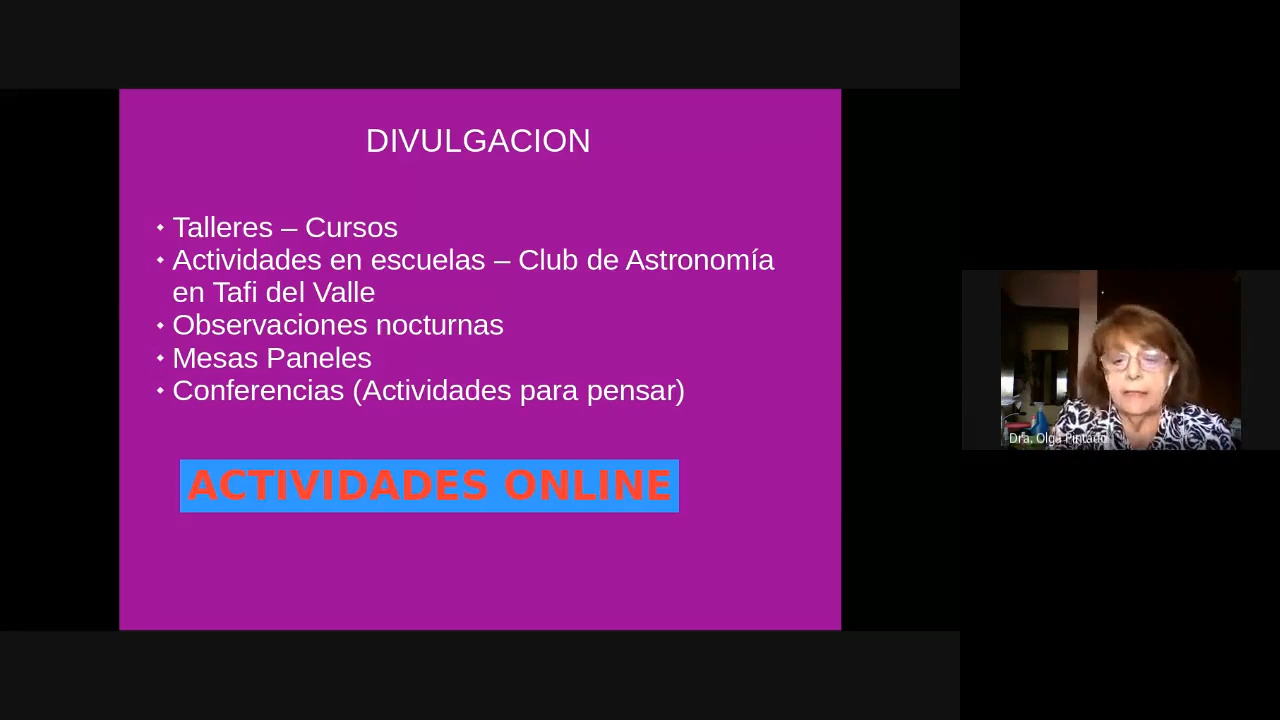 DIVULGACION
• Talleres – Cursos
• Actividades en escuelas – Club de Astronomía
en Tafi del Valle
• Observaciones nocturnas
• Mesas Paneles
• Conferencias (Actividades para pensar)
ACTIVIDADES ONLINE
Dra. Olga Pintado